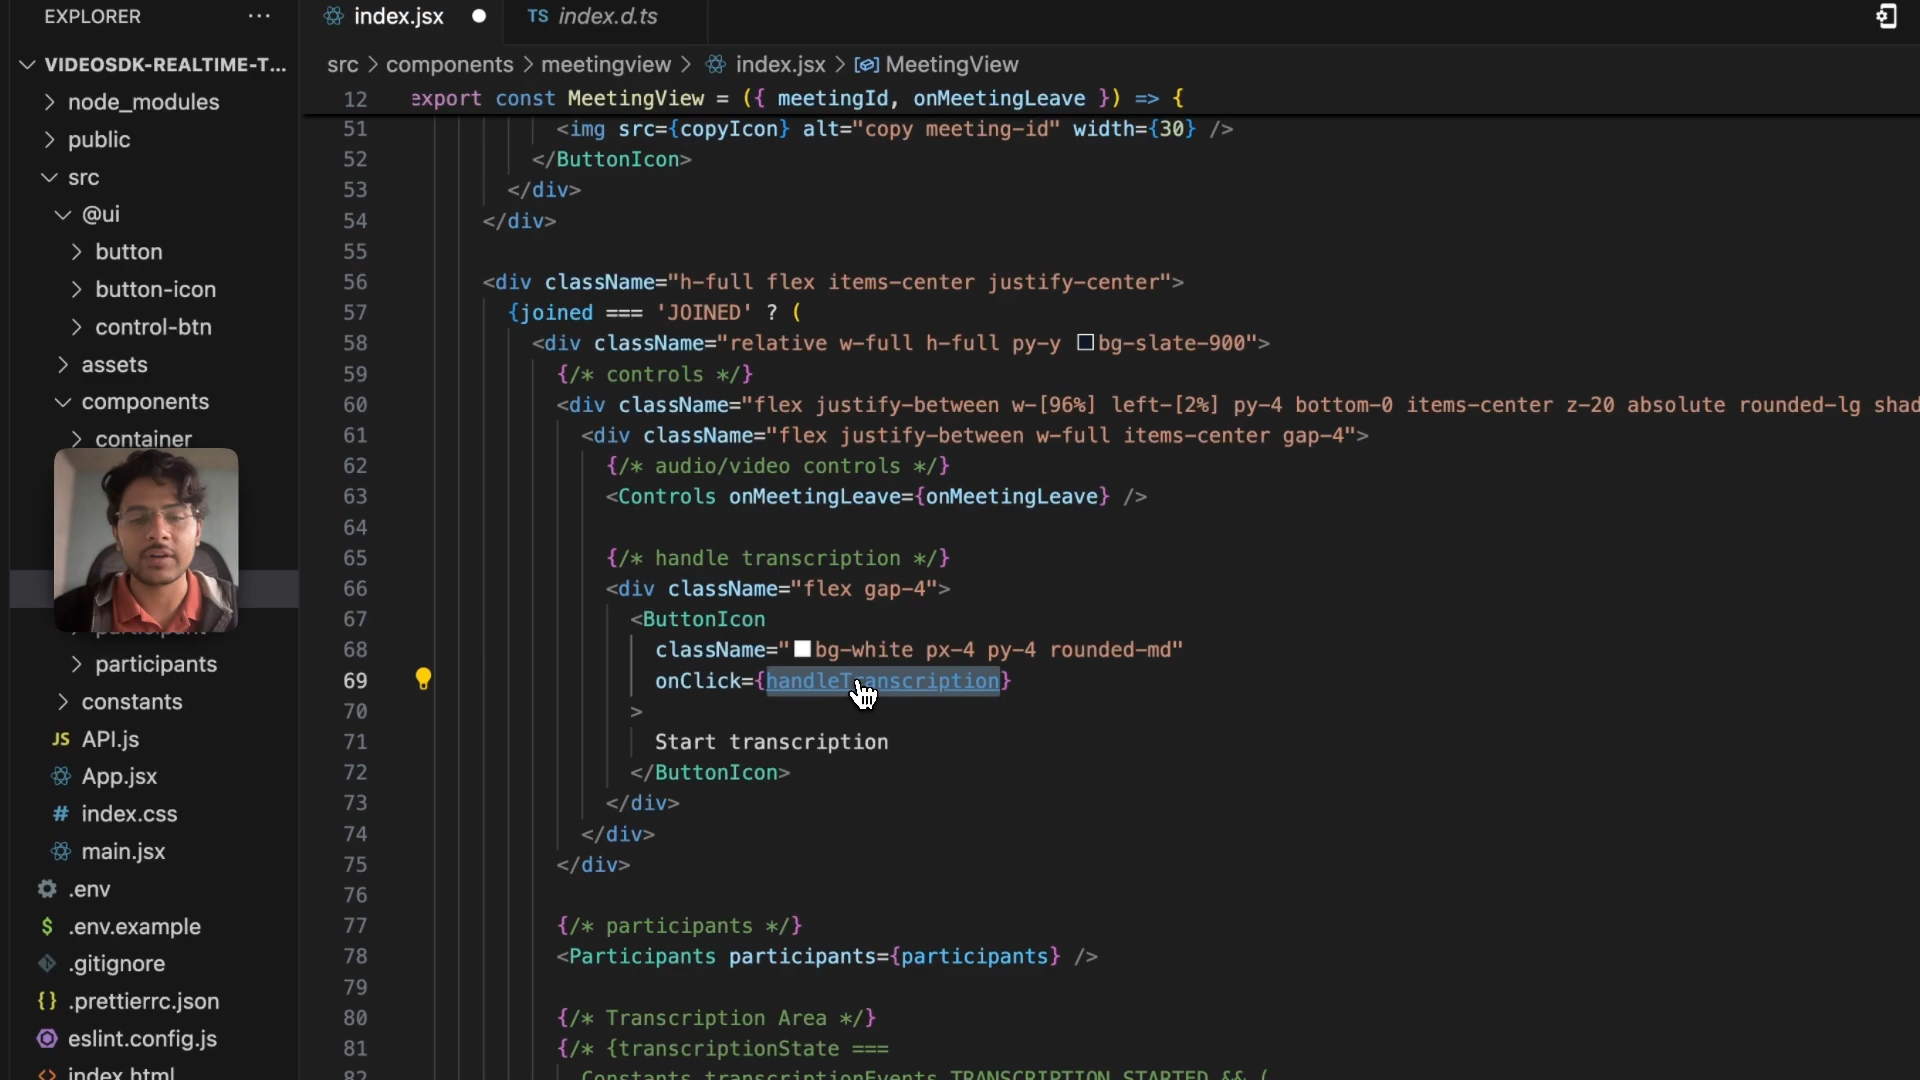 EXPLORER ...
VIDEOSDK-REALTIME-T...
node_modules
public
src
@ui
button
button-icon
control-btn
assets
components
container
participants
constants
JS API.js
App.jsx
# index.css
main.jsx
.env
$ .env.example
.gitignore
{} .prettierrc.json
eslint.config.js
<> index.html
index.jsx
TS index.d.ts
src > components > meetingview > index.jsx > MeetingView
12 export const MeetingView = ({ meetingId, onMeetingLeave }) => {
51 <img src={copyIcon} alt="copy meeting-id" width={30} />
52 </ButtonIcon>
53 </div>
54 </div>
55
56 <div className="h-full flex items-center justify-center">
57 {joined === 'JOINED' ? (
58 <div className="relative w-full h-full py-y bg-slate-900">
59 {/* controls */}
60 <div className="flex justify-between w-[96%] left-[2%] py-4 bottom-0 items-center z-20 absolute rounded-lg shad
61 <div className="flex justify-between w-full items-center gap-4">
62 {/* audio/video controls */}
63 <Controls onMeetingLeave={onMeetingLeave} />
64
65 {/* handle transcription */}
66 <div className="flex gap-4">
67 <ButtonIcon
68 className="bg-white px-4 py-4 rounded-md"
69 onClick={handleTranscription}
70 >
71 Start transcription
72 </ButtonIcon>
73 </div>
74 </div>
75 </div>
76
77 {/* participants */}
78 <Participants participants={participants} />
79
80 {/* Transcription Area */}
81 {/* {transcriptionState ===
82 Constants.transcriptionEvents.TRANSCRIPTION_STARTED && (